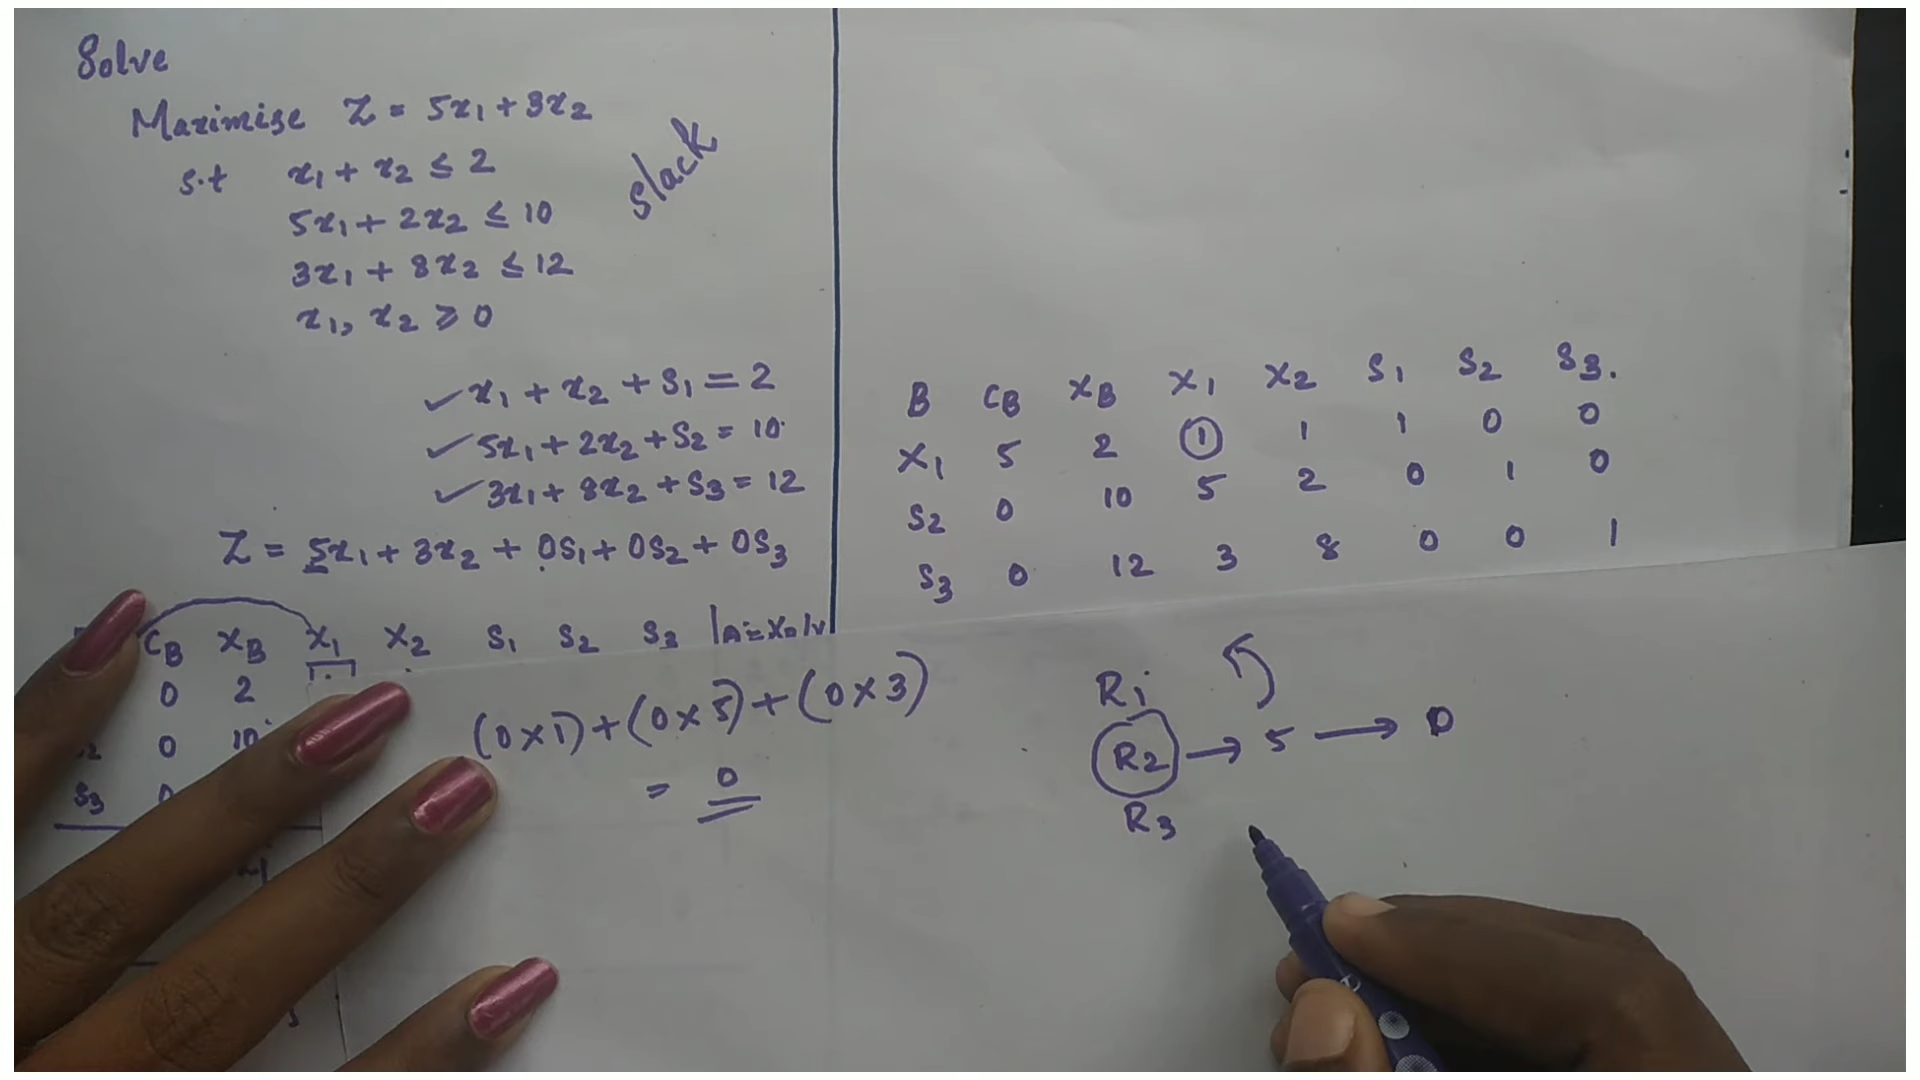 Solve
Maximise Z = 5x1 + 3x2
s.t x1 + x2 ≤ 2
5x1 + 2x2 ≤ 10
3x1 + 8x2 ≤ 12
x1, x2 ≥ 0
slack
✓ x1 + x2 + S1 = 2
✓ 5x1 + 2x2 + S2 = 10
✓ 3x1 + 8x2 + S3 = 12
Z = 5x1 + 3x2 + 0S1 + 0S2 + 0S3
CB XB X1 X2 S1 S2 S3
0 2
0 10
S3
B CB XB X1 X2 S1 S2 S3.
X1 5 2 1 1 1 0 0
S2 0 10 5 2 0 1 0
S3 0 12 3 8 0 0 1
(0×1) + (0×5) + (0×3)
= 0
R1
R2 → 5 → 0
R3